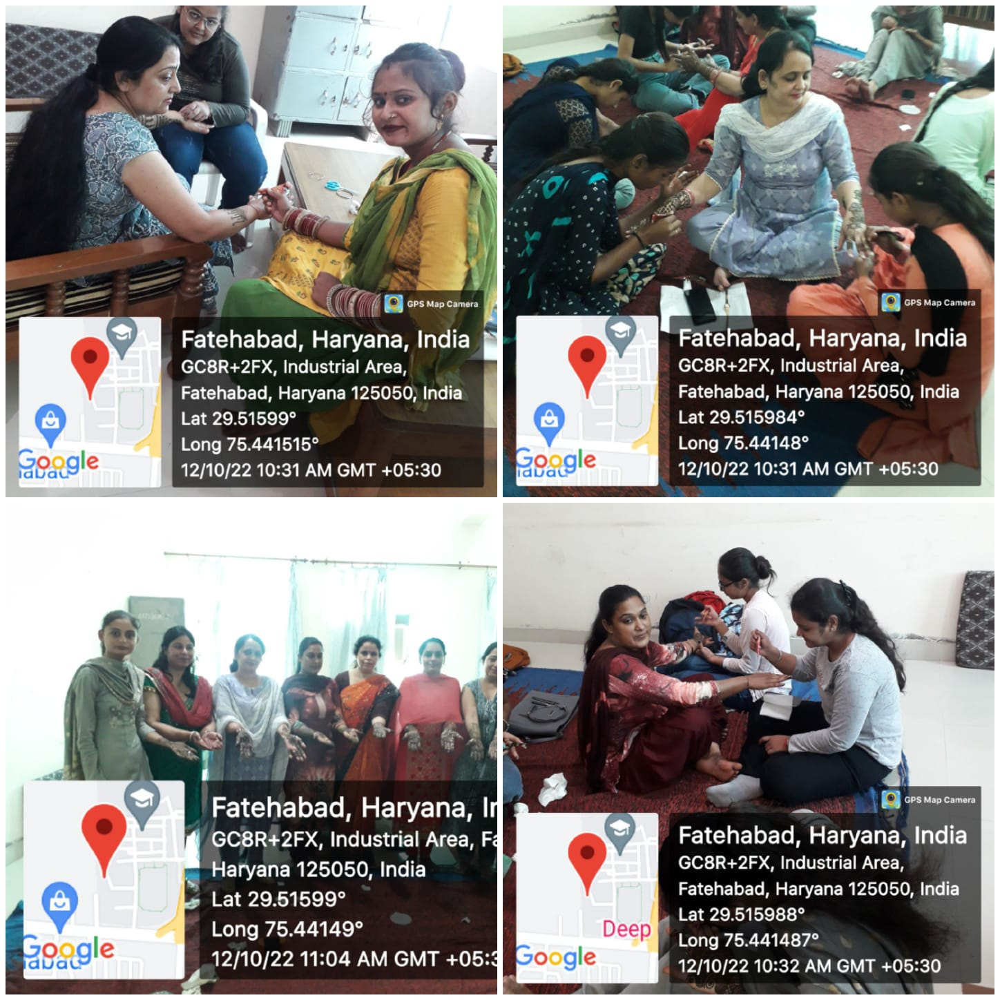 GPS Map Camera
Fatehabad, Haryana, India
GC8R+2FX, Industrial Area,
Fatehabad, Haryana 125050, India
Lat 29.51599°
Long 75.441515°
12/10/22 10:31 AM GMT +05:30
Google
GPS Map Camera
Fatehabad, Haryana, India
GC8R+2FX, Industrial Area,
Fatehabad, Haryana 125050, India
Lat 29.515984°
Long 75.44148°
12/10/22 10:31 AM GMT +05:30
Google
Fatehabad, Haryana, I
GC8R+2FX, Industrial Area, Fa
Haryana 125050, India
Lat 29.51599°
Long 75.44149°
12/10/22 11:04 AM GMT +05:3
Google
GPS Map Camera
Fatehabad, Haryana, India
GC8R+2FX, Industrial Area,
Fatehabad, Haryana 125050, India
Lat 29.515988°
Long 75.441487°
12/10/22 10:32 AM GMT +05:30
Deep
Google